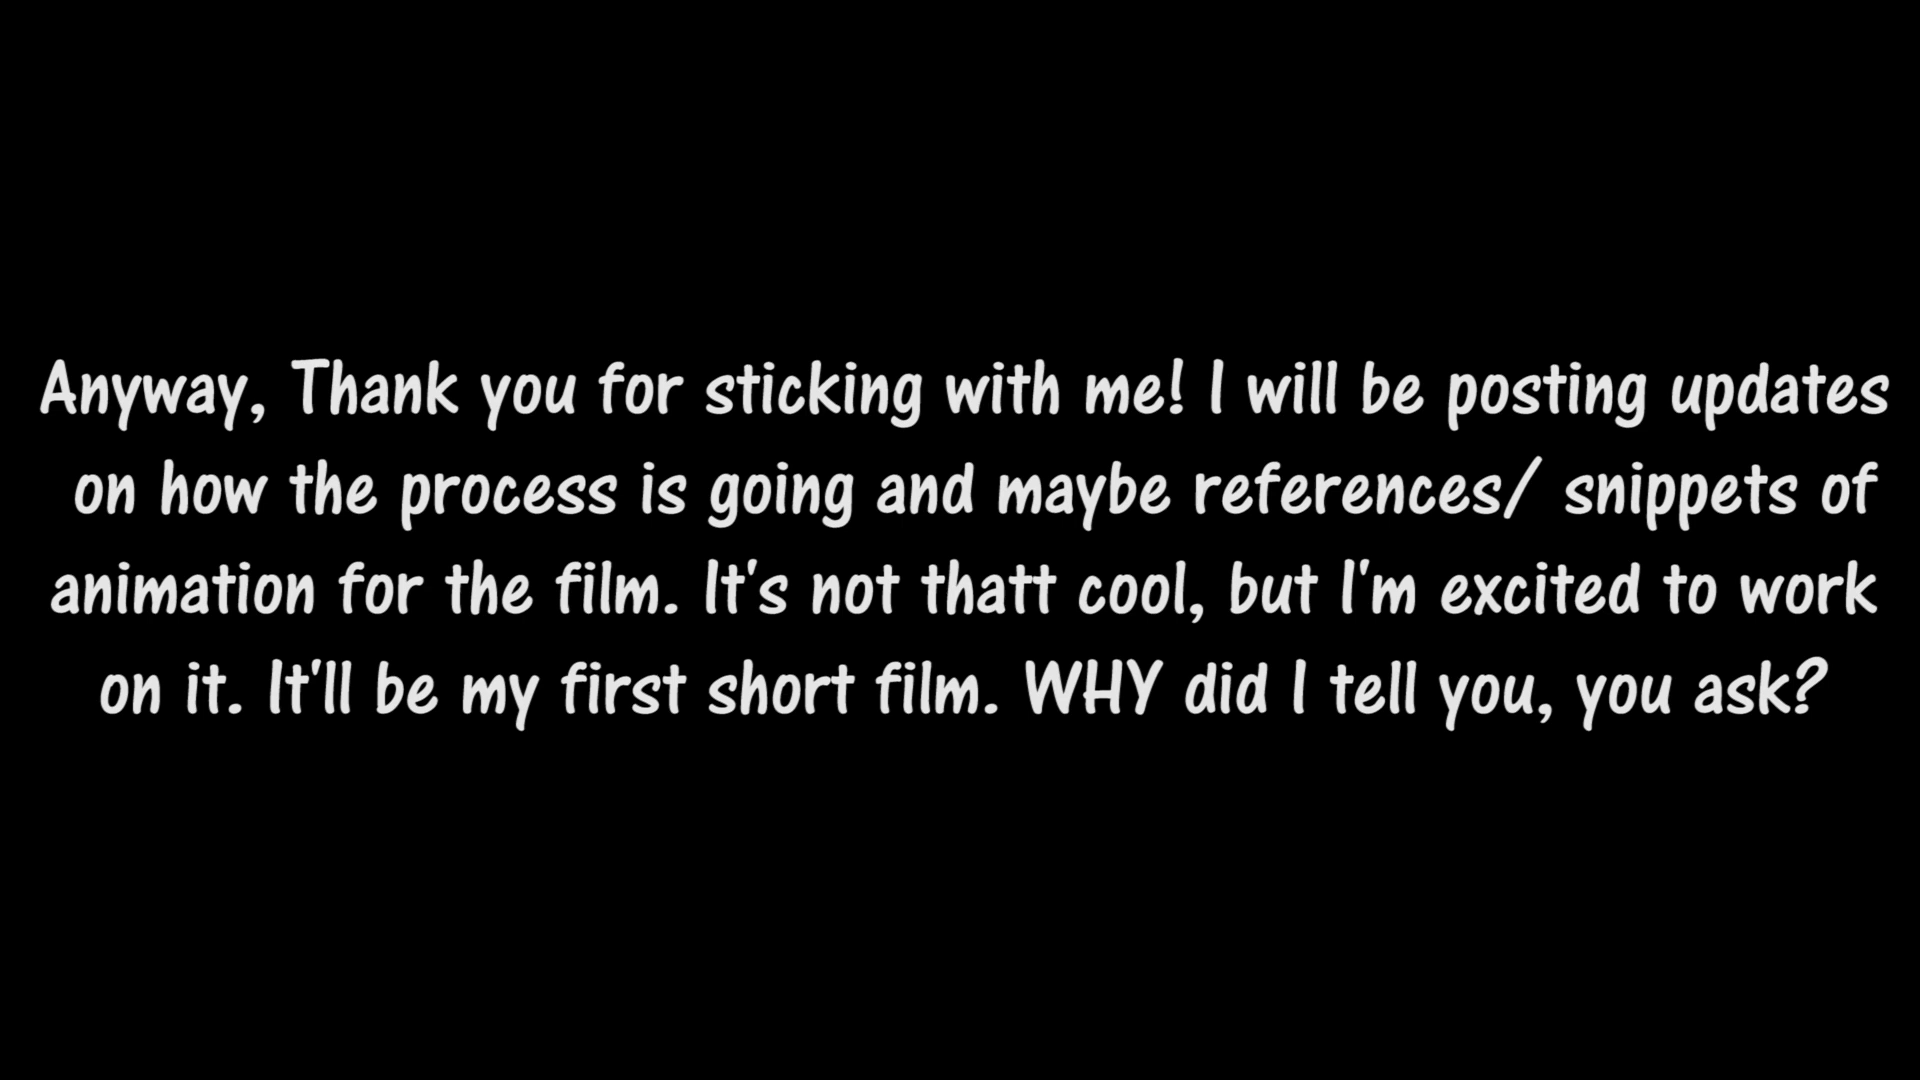 Anyway, Thank you for sticking with me! I will be posting updates
on how the process is going and maybe references/ snippets of
animation for the film. It's not thatt cool, but I'm excited to work
on it. It'll be my first short film. WHY did I tell you, you ask?